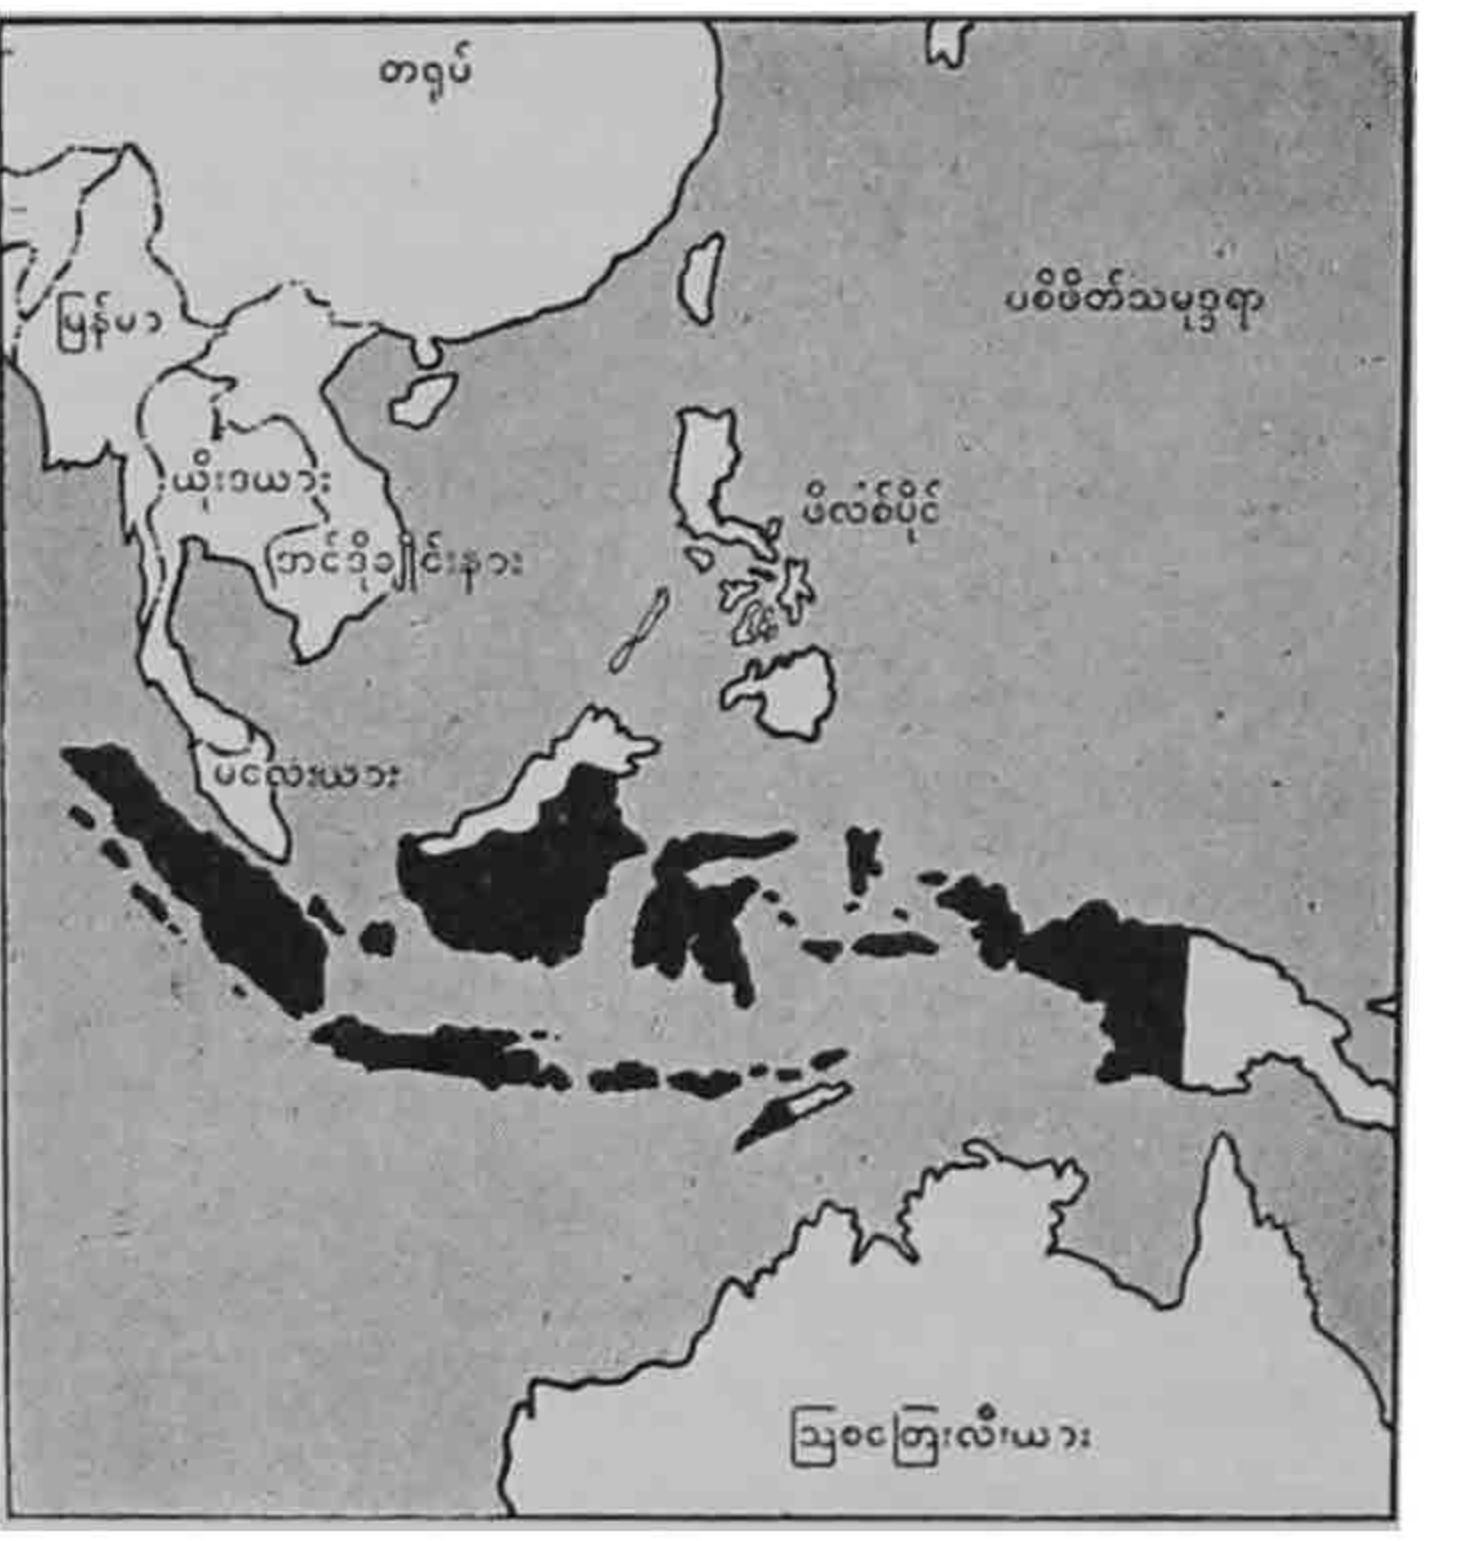 တရုပ်
ပစိဖိတ်သမုဒ္ဒရာ
မြန်မာ
ယိုးဒယား
ဖိလစ်ပိုင်
အင်ဒိုချိုင်းနား
မလေးယား
ဩစတြေးလီးယား